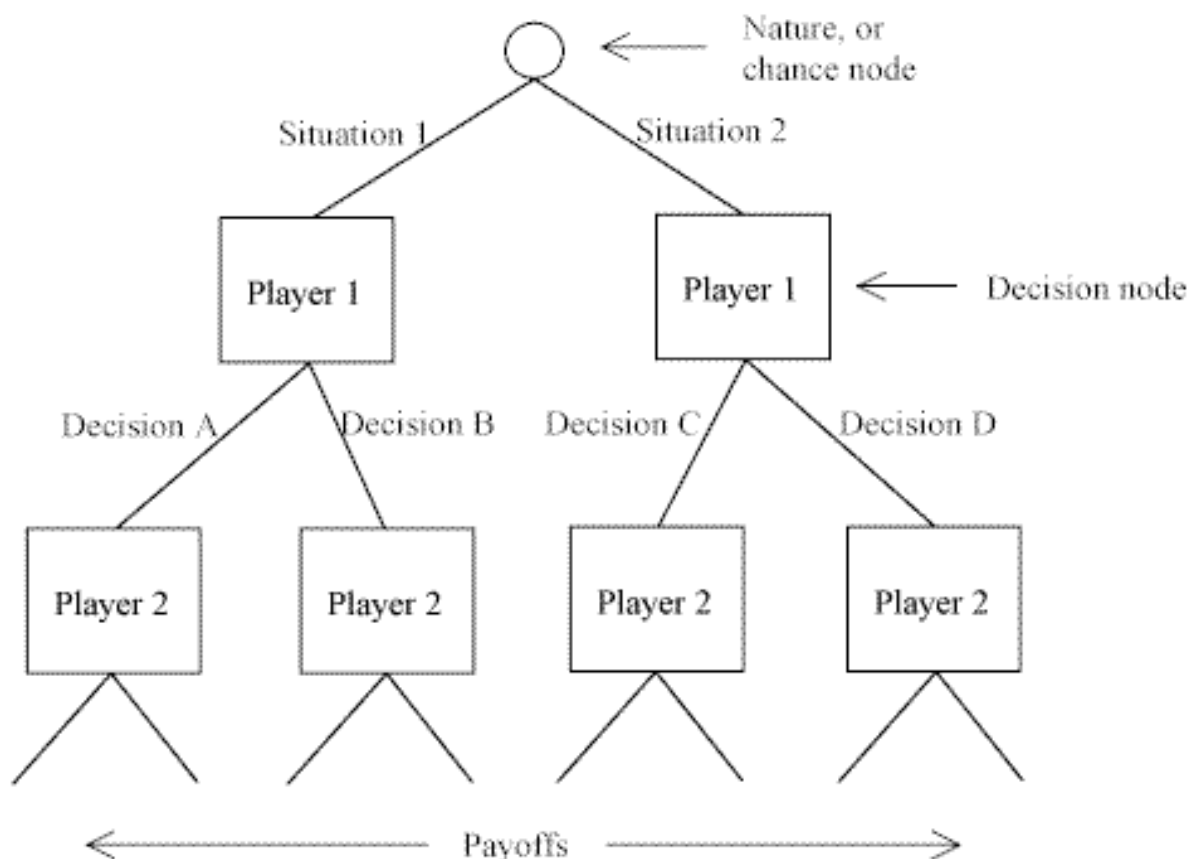 Nature, or
chance node
Situation 1
Situation 2
Player 1
Player 1
Decision node
Decision A
Decision B
Decision C
Decision D
Player 2
Player 2
Player 2
Player 2
Payoffs